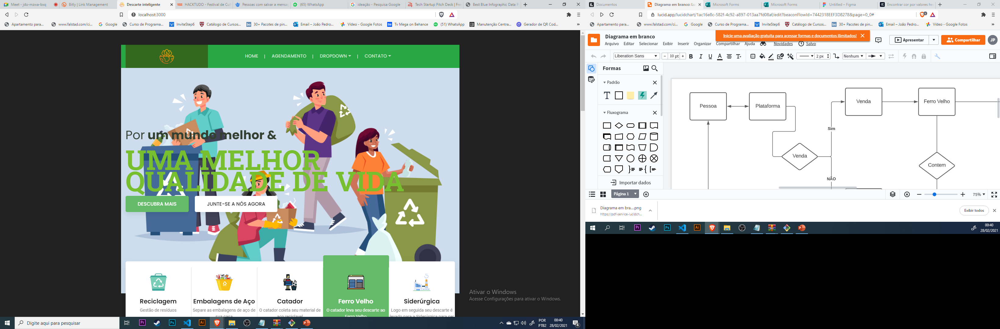 Meet - jdo-mzwa-bxq
Bitly | Link Management
Descarte inteligente
HACKTUDO - Festival de Cul
Pessoas com salvar a mensag
(65) WhatsApp
ideação - Pesquisa Google
Tech Startup Pitch Deck | Fre
Best Blue Infographic Data P
localhost:3000
Apartamento para...
www.falstad.com/ci...
Google
Curso de Programa...
InviteStep6
Catálogo de Cursos...
30+ Pacotes de pin...
Email – João Pedro...
Vídeo - Google Fotos
Tv Mega on Behance
(51) WhatsApp
Manutenção Centra...
Gerador de QR Cod...
HOME | AGENDAMENTO | DROPDOWN | CONTATO
Por um mundo melhor &
UMA MELHOR
QUALIDADE DE VIDA
DESCUBRA MAIS
JUNTE-SE A NÓS AGORA
Reciclagem
Gestão de resíduos
Embalagens de Aço
Separe as embalagens de aço de
sua casa
Catador
O catador coleta seu material de
aço reciclavel
Ferro Velho
O catador leva seu descarte ao
Ferro Velho
Siderúrgica
Logo em seguida seu descarte é
levado para a Siderúrgica para ser
Ativar o Windows
Acesse Configurações para ativar o Windows.
Digite aqui para pesquisar
POR
PTB2
00:40
28/02/2021
4
Documentos
Diagrama em branco: Lu
Microsoft Forms
Microsoft Forms
Untitled – Figma
Encontrar cor por valores he
lucid.app/lucidchart/1ac16e8c-582f-4c92-a897-013aa7fd08af/edit?beaconFlowId=7442318EEF3D8278&page=0_0#
Apartamento para...
www.falstad.com/ci...
Google
Curso de Programa...
InviteStep6
Catálogo de Cursos...
30+ Pacotes de pin...
Email – João Pedro...
Vídeo - Google Fotos
Diagrama em branco
Inicie uma avaliação gratuita para acessar formas e documentos ilimitados!
Arquivo Editar Selecionar Exibir Inserir Organizar Compartilhar Ajuda
Novidades
Salvo
Apresentar
Compartilhar
JP
Liberation Sans
10 pt
2 px
Nenhum
Formas
Padrão
Fluxograma
Importar dados
Pessoa
Plataforma
Venda
Ferro Velho
Sim
Venda
Contem
NÃO
Página 1
75%
Diagrama em bra....png
https://pdf-service-lucidch...
Exibir todos
00:40
28/02/2021